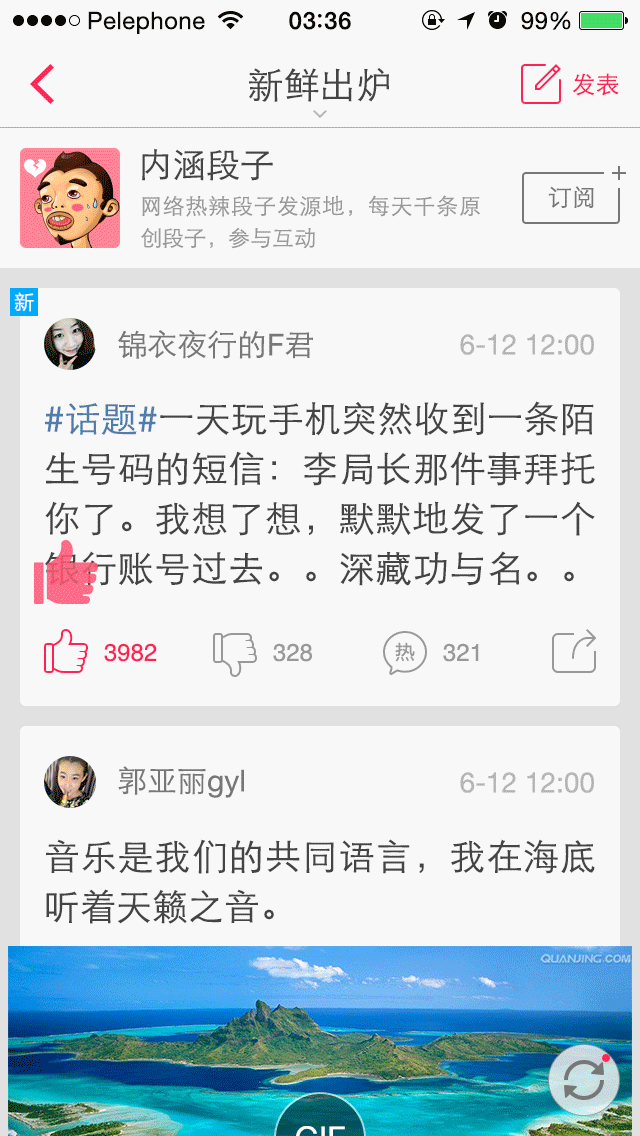 Pelephone 03:36 99%
新鲜出炉
发表
内涵段子
网络热辣段子发源地，每天千条原
创段子，参与互动
订阅
新
锦衣夜行的F君 6-12 12:00
#话题#一天玩手机突然收到一条陌
生号码的短信：李局长那件事拜托
你了。我想了想，默默地发了一个
银行账号过去。。深藏功与名。。
3982 328 热 321
郭亚丽gyl 6-12 12:00
音乐是我们的共同语言，我在海底
听着天籁之音。
QUANJING.COM
GIF